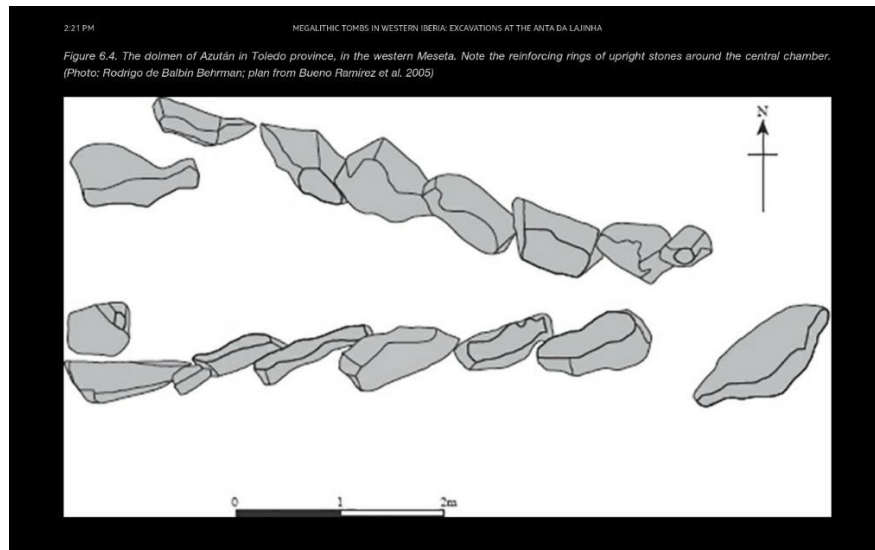 2:21 PM
MEGALITHIC TOMBS IN WESTERN IBERIA: EXCAVATIONS AT THE ANTA DA LAJINHA
Figure 6.4. The dolmen of Azután in Toledo province, in the western Meseta. Note the reinforcing rings of upright stones around the central chamber.
(Photo: Rodrigo de Balbín Behrman; plan from Bueno Ramírez et al. 2005)
N
0 1 2m